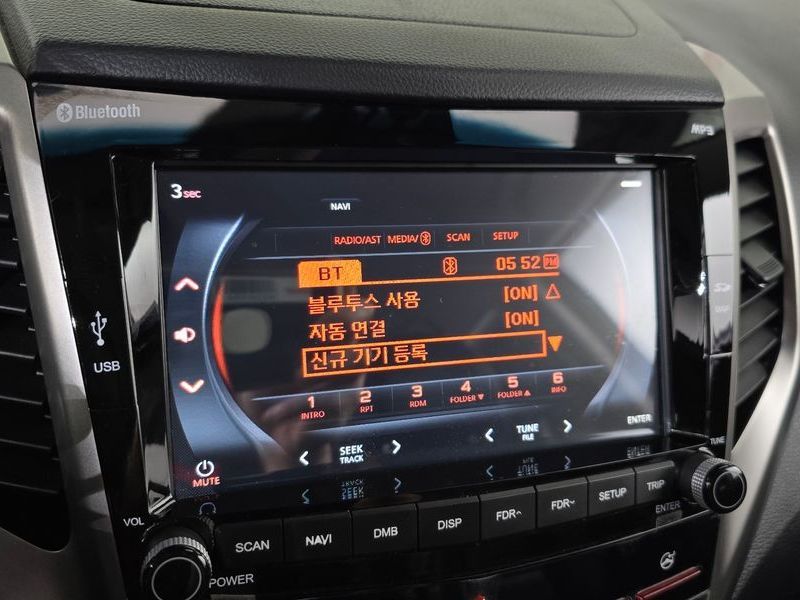 Bluetooth
MP3
3 sec
NAVI
RADIO/AST MEDIA/ SCAN SETUP
BT 05 52 PM
블루투스 사용 [ON]
자동 연결 [ON]
신규 기기 등록
1 2 3 4 5 6
INTRO RPT RDM FOLDER▼ FOLDER▲ INFO
USB
SEEK
TRACK
TUNE
FILE
ENTER
MUTE
VOL
TUNE
SCAN NAVI DMB DISP FDR^ FDR⌄ SETUP TRIP
ENTER
POWER